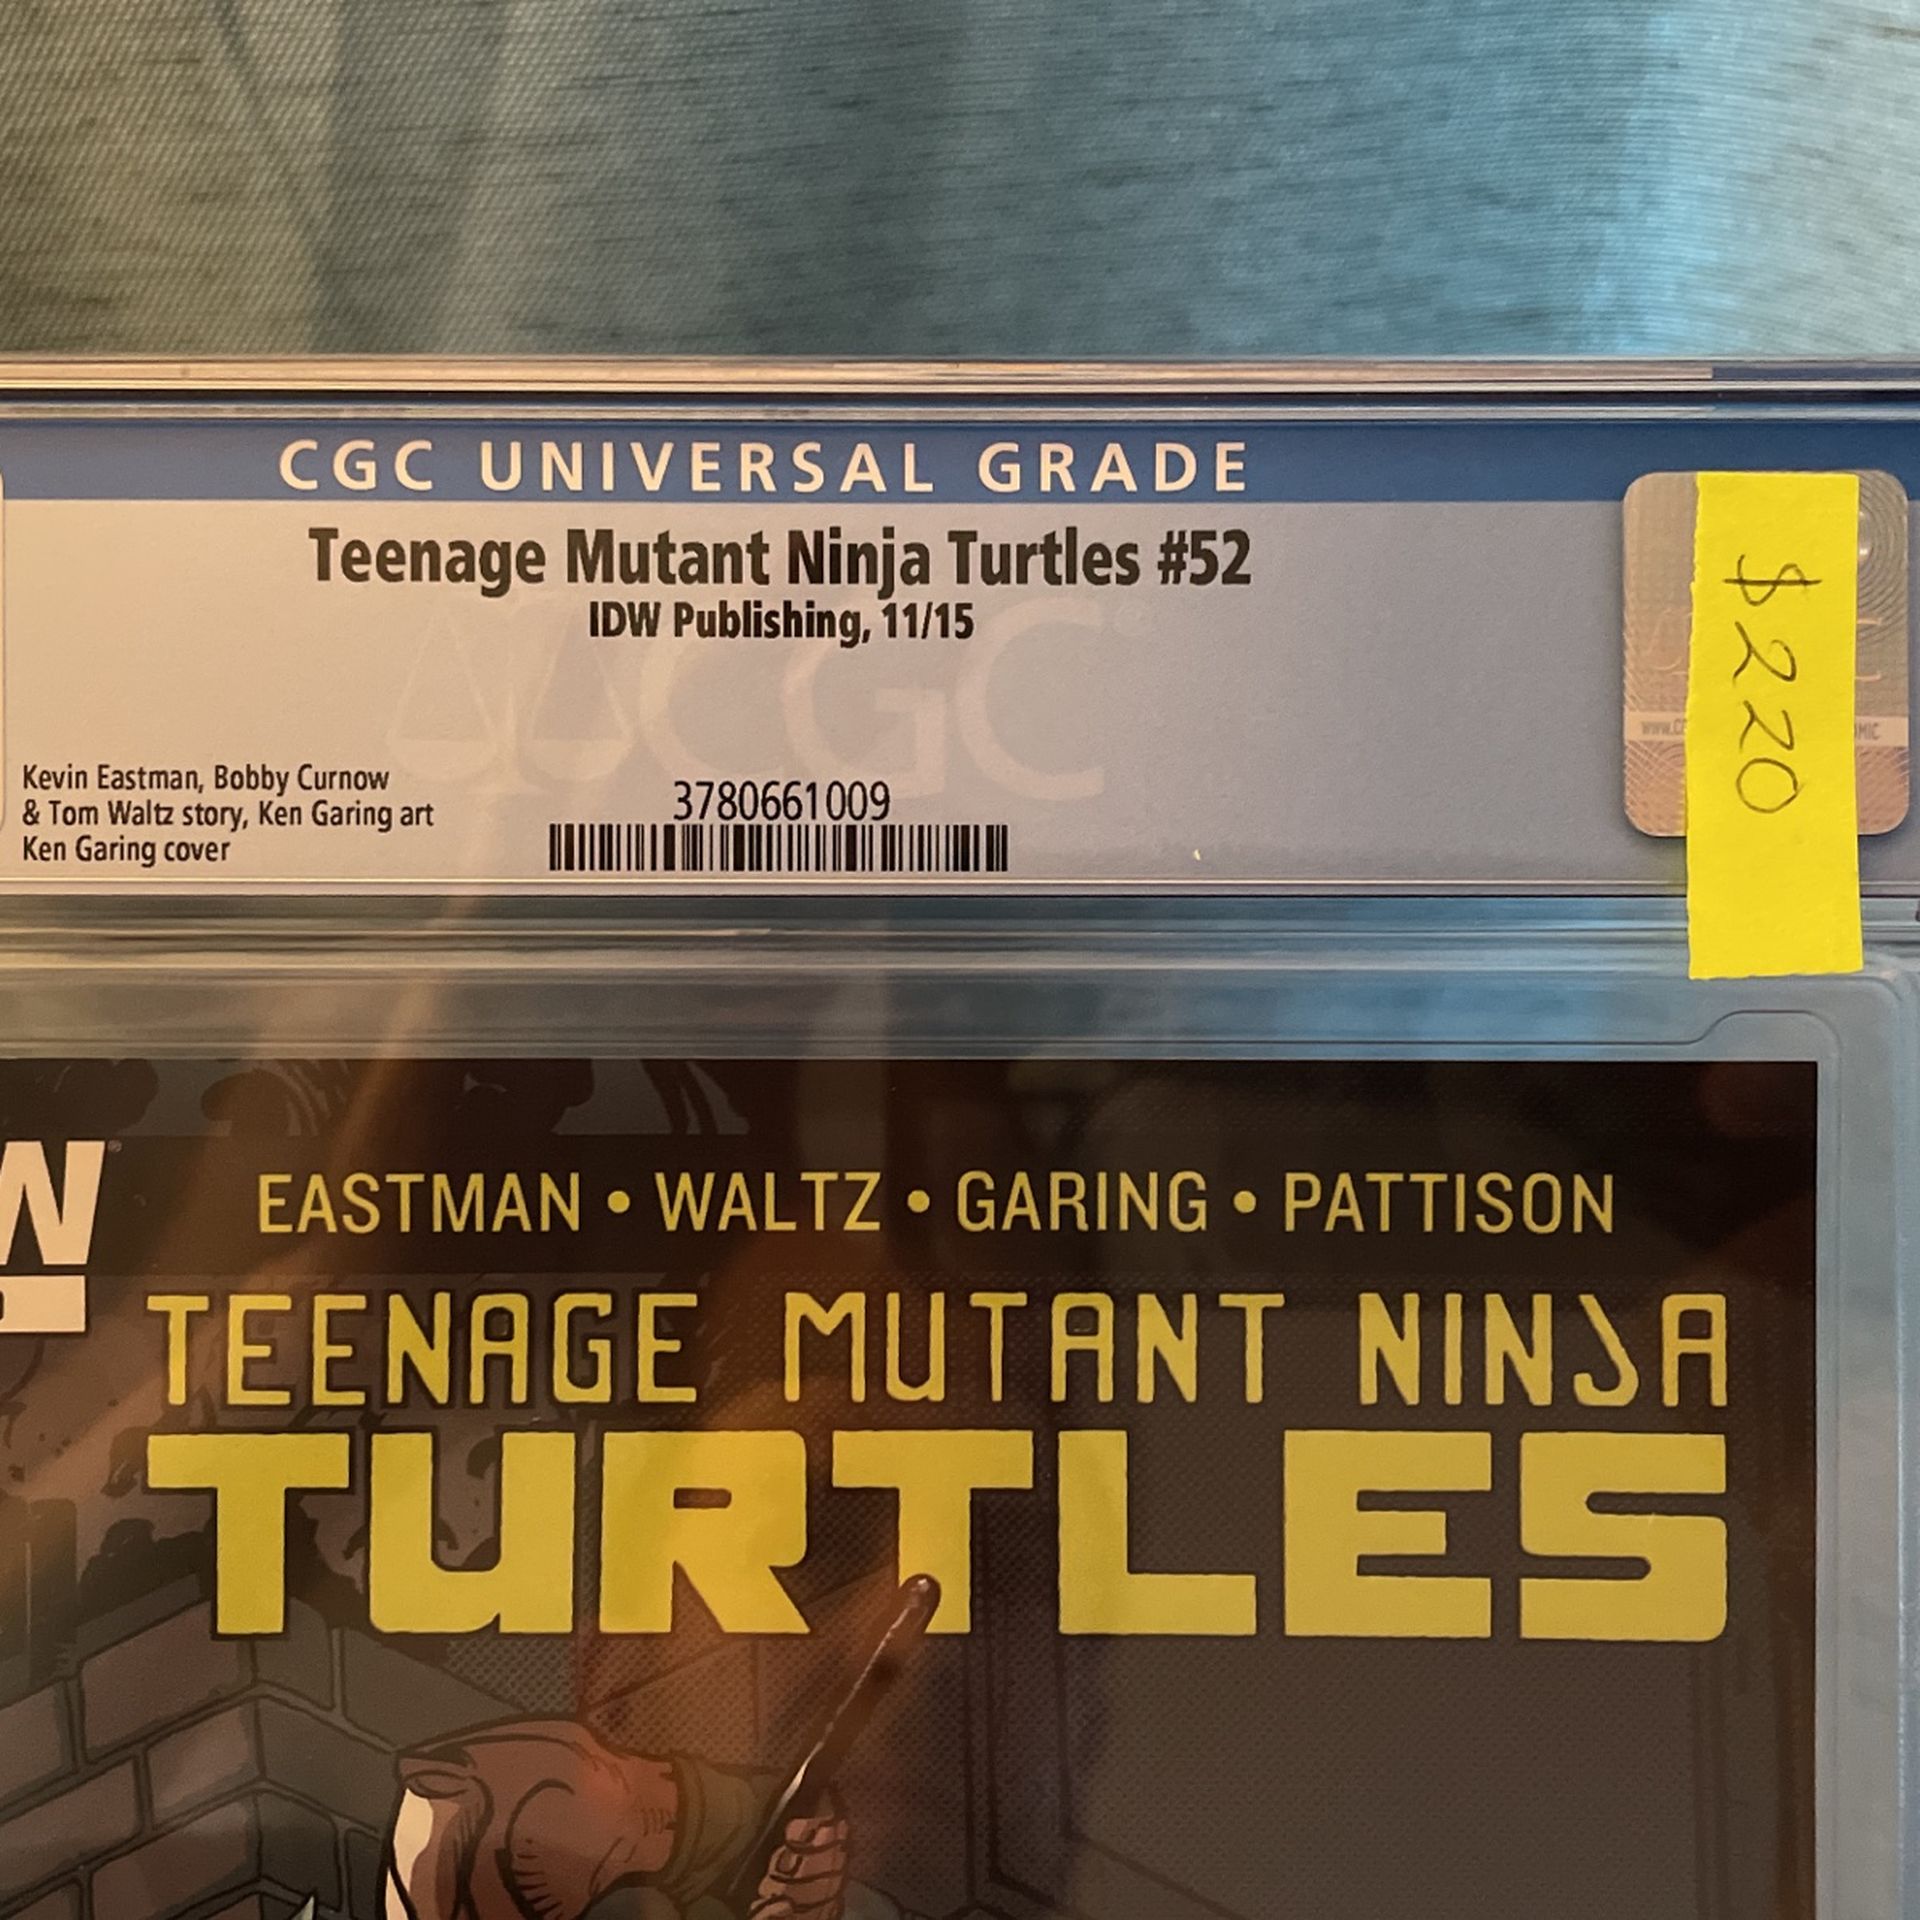 CGC UNIVERSAL GRADE
Teenage Mutant Ninja Turtles #52
IDW Publishing, 11/15
CGC
Kevin Eastman, Bobby Curnow
& Tom Waltz story, Ken Garing art
Ken Garing cover
3780661009
$220
W
EASTMAN • WALTZ • GARING • PATTISON
TEENAGE MUTANT NINJA
TURTLES